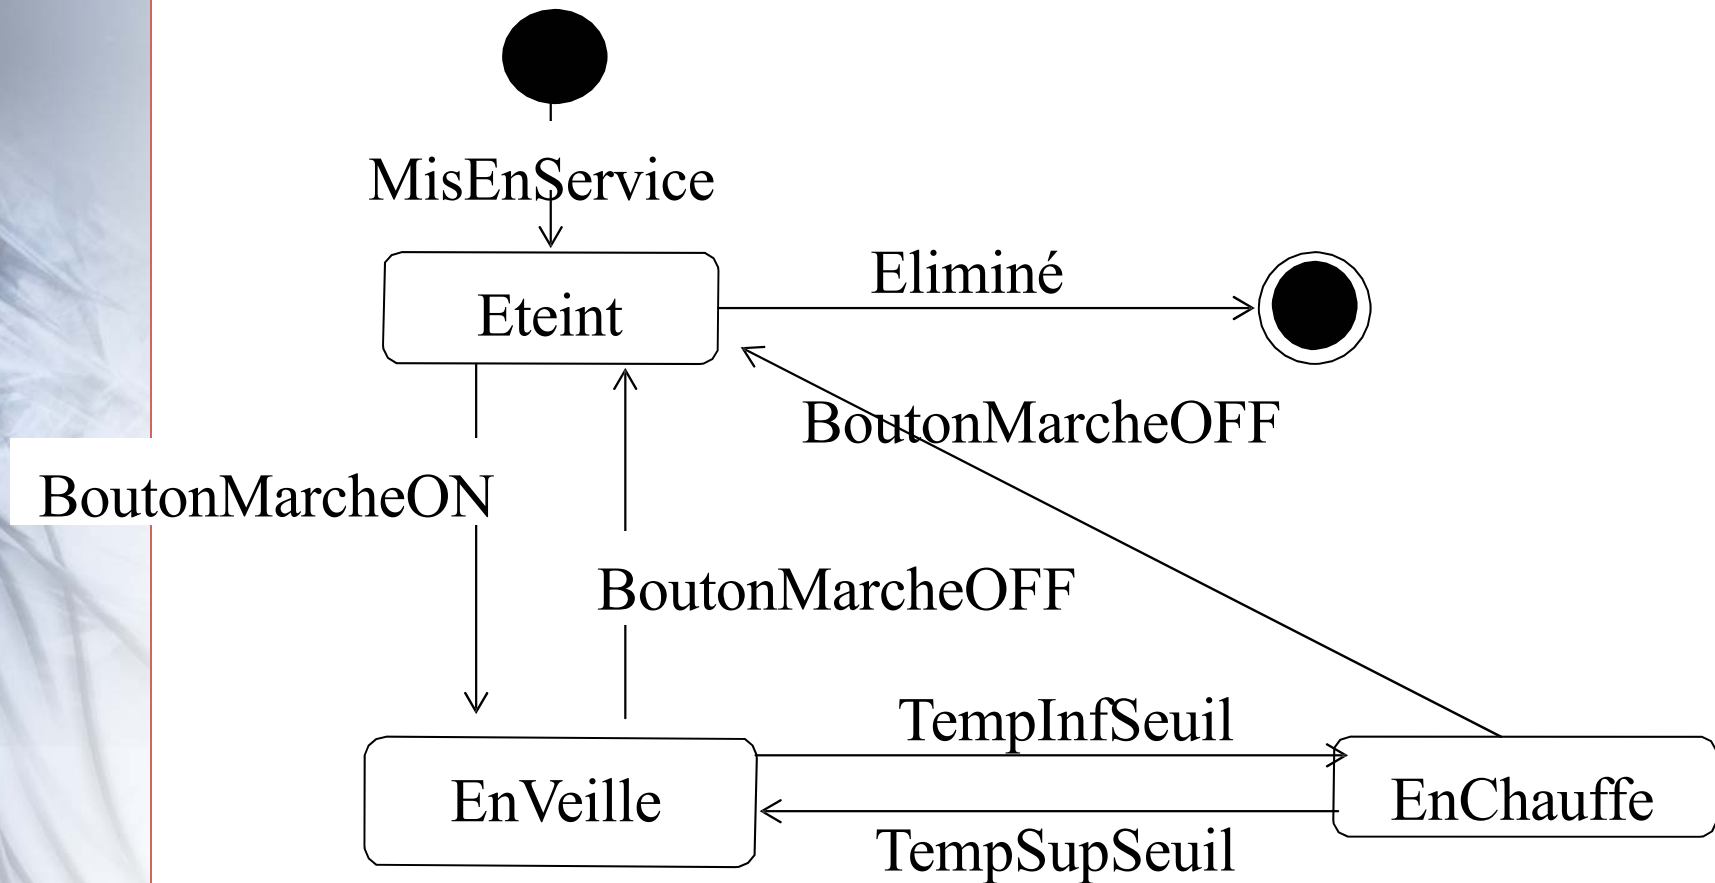 MisEnService
Eliminé
Eteint
BoutonMarcheOFF
BoutonMarcheON
BoutonMarcheOFF
TempInfSeuil
EnVeille
EnChauffe
TempSupSeuil